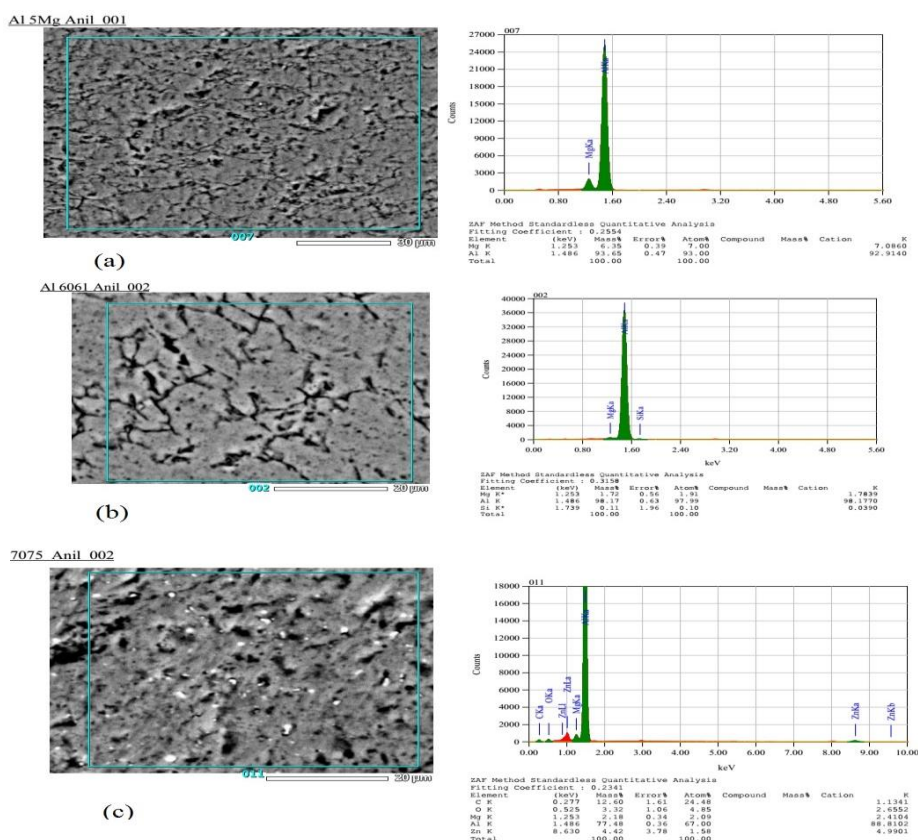 Al 5Mg Anil 001
007
30 µm
(a)
007
27000
24000
21000
18000
15000
12000
9000
6000
3000
0
Counts
MgKa
AlKa
0.00 0.80 1.60 2.40 3.20 4.00 4.80 5.60
ZAF Method Standardless Quantitative Analysis
Fitting Coefficient : 0.2554
Element (keV) Mass% Error% Atom% Compound Mass% Cation K
Mg K 1.253 6.35 0.39 7.00 7.0860
Al K 1.486 93.65 0.47 93.00 92.9140
Total 100.00 100.00
Al 6061 Anil 002
002
20 µm
(b)
002
40000
36000
32000
28000
24000
20000
16000
12000
8000
4000
0
Counts
MgKa
SiKa
0.00 0.80 1.60 2.40 3.20 4.00 4.80 5.60
keV
ZAF Method Standardless Quantitative Analysis
Fitting Coefficient : 0.3158
Element (keV) Mass% Error% Atom% Compound Mass% Cation K
Mg K* 1.253 1.72 0.56 1.91 1.7839
Al K 1.486 98.17 0.63 97.99 98.1770
Si K* 1.739 0.11 1.96 0.10 0.0390
Total 100.00 100.00
7075 Anil 002
011
20 µm
(c)
011
18000
16000
14000
12000
10000
8000
6000
4000
2000
0
Counts
CKa
OKa
ZnLl
ZnLa
MgKa
ZnKa
ZnKb
0.00 1.00 2.00 3.00 4.00 5.00 6.00 7.00 8.00 9.00 10.00
keV
ZAF Method Standardless Quantitative Analysis
Fitting Coefficient : 0.2341
Element (keV) Mass% Error% Atom% Compound Mass% Cation K
C K 0.277 12.60 1.61 24.48 1.1341
O K 0.525 3.32 1.06 4.85 2.6552
Mg K 1.253 2.18 0.34 2.09 2.4104
Al K 1.486 77.48 0.36 67.00 88.8102
Zn K 8.630 4.42 3.78 1.58 4.9901
Total 100.00 100.00